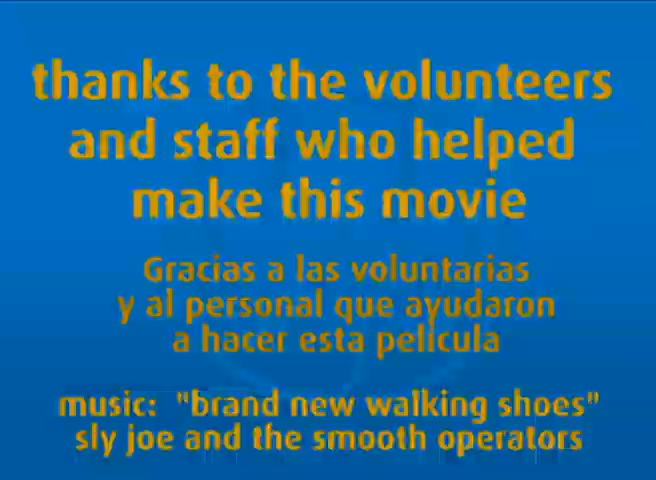 thanks to the volunteers
and staff who helped
make this movie
Gracias a las voluntarias
y al personal que ayudaron
a hacer esta pelicula
music: "brand new walking shoes"
sly joe and the smooth operators